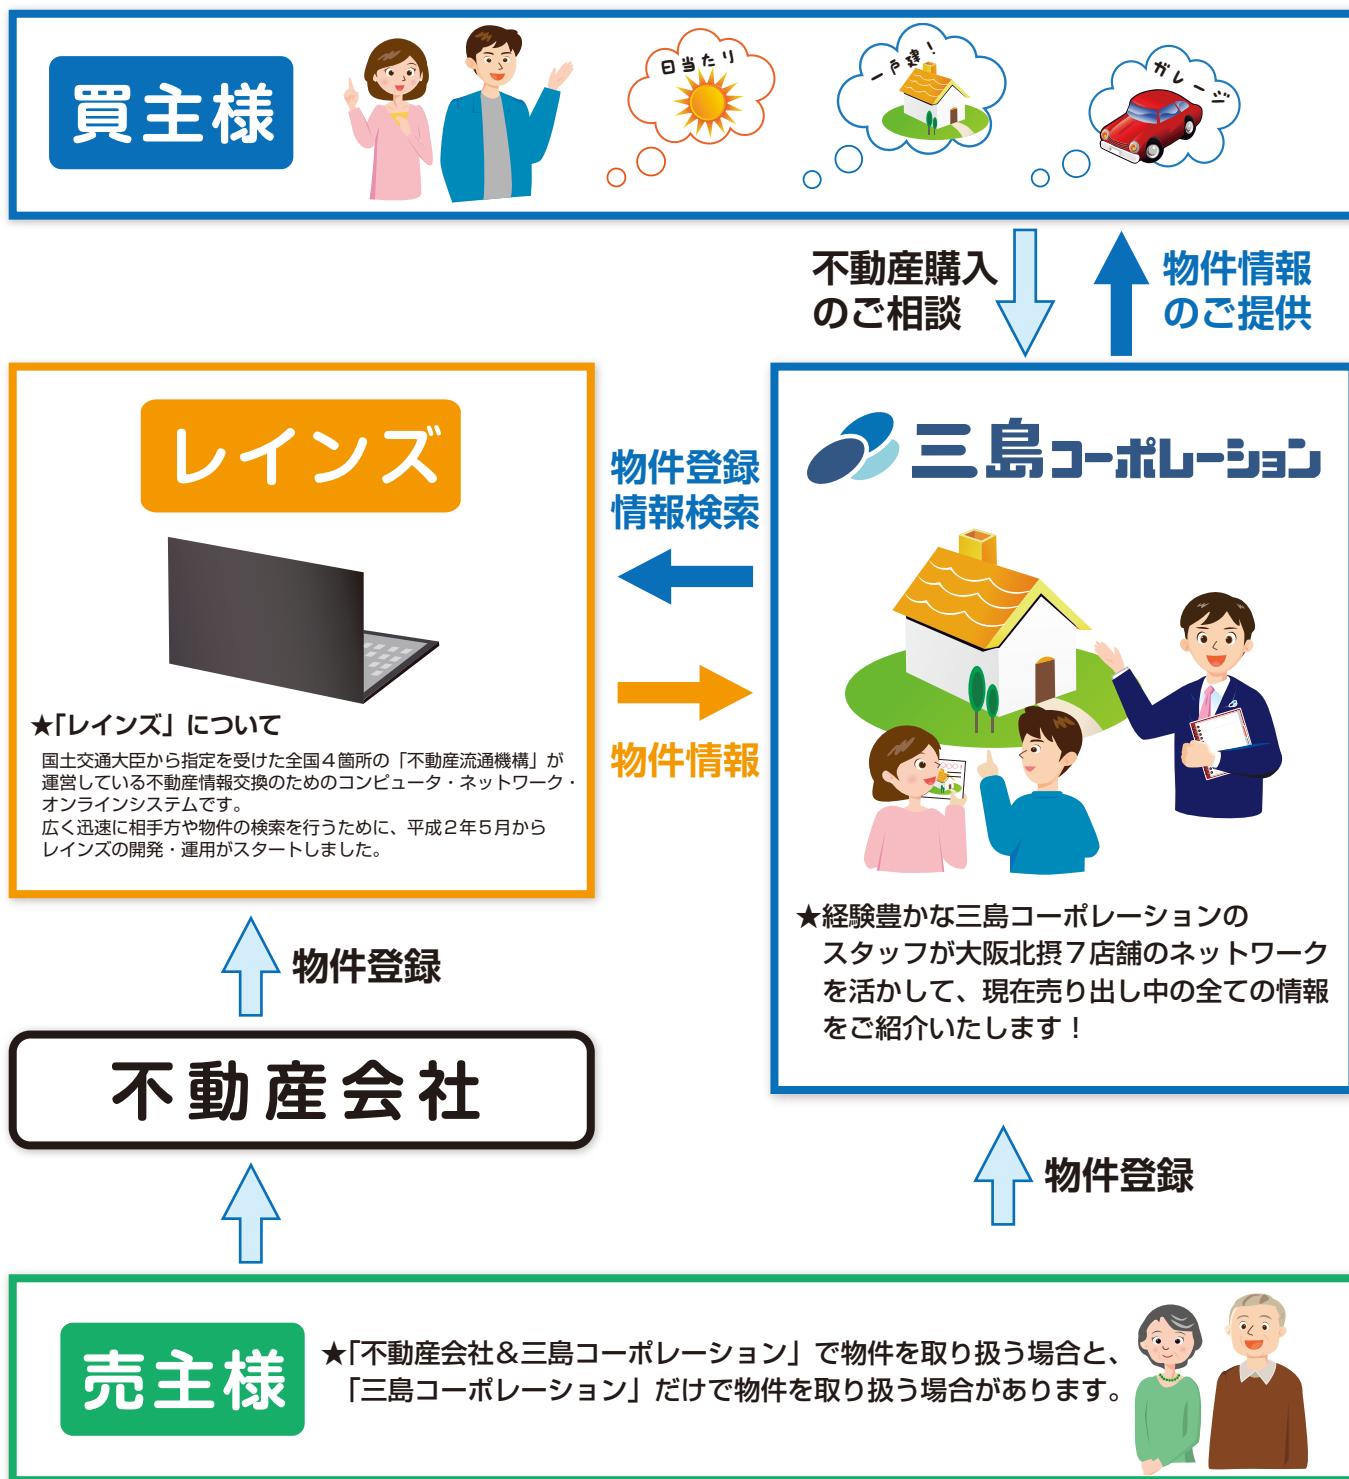 買主様
日当たり
一戸建！
ガレージ
不動産購入
のご相談
物件情報
のご提供
レインズ
★「レインズ」について
国土交通大臣から指定を受けた全国４箇所の「不動産流通機構」が
運営している不動産情報交換のためのコンピュータ・ネットワーク・
オンラインシステムです。
広く迅速に相手方や物件の検索を行うために、平成２年５月から
レインズの開発・運用がスタートしました。
物件登録
情報検索
物件情報
三島コーポレーション
★経験豊かな三島コーポレーションの
スタッフが大阪北摂７店舗のネットワーク
を活かして、現在売り出し中の全ての情報
をご紹介いたします！
物件登録
不動産会社
物件登録
売主様
★「不動産会社＆三島コーポレーション」で物件を取り扱う場合と、
「三島コーポレーション」だけで物件を取り扱う場合があります。